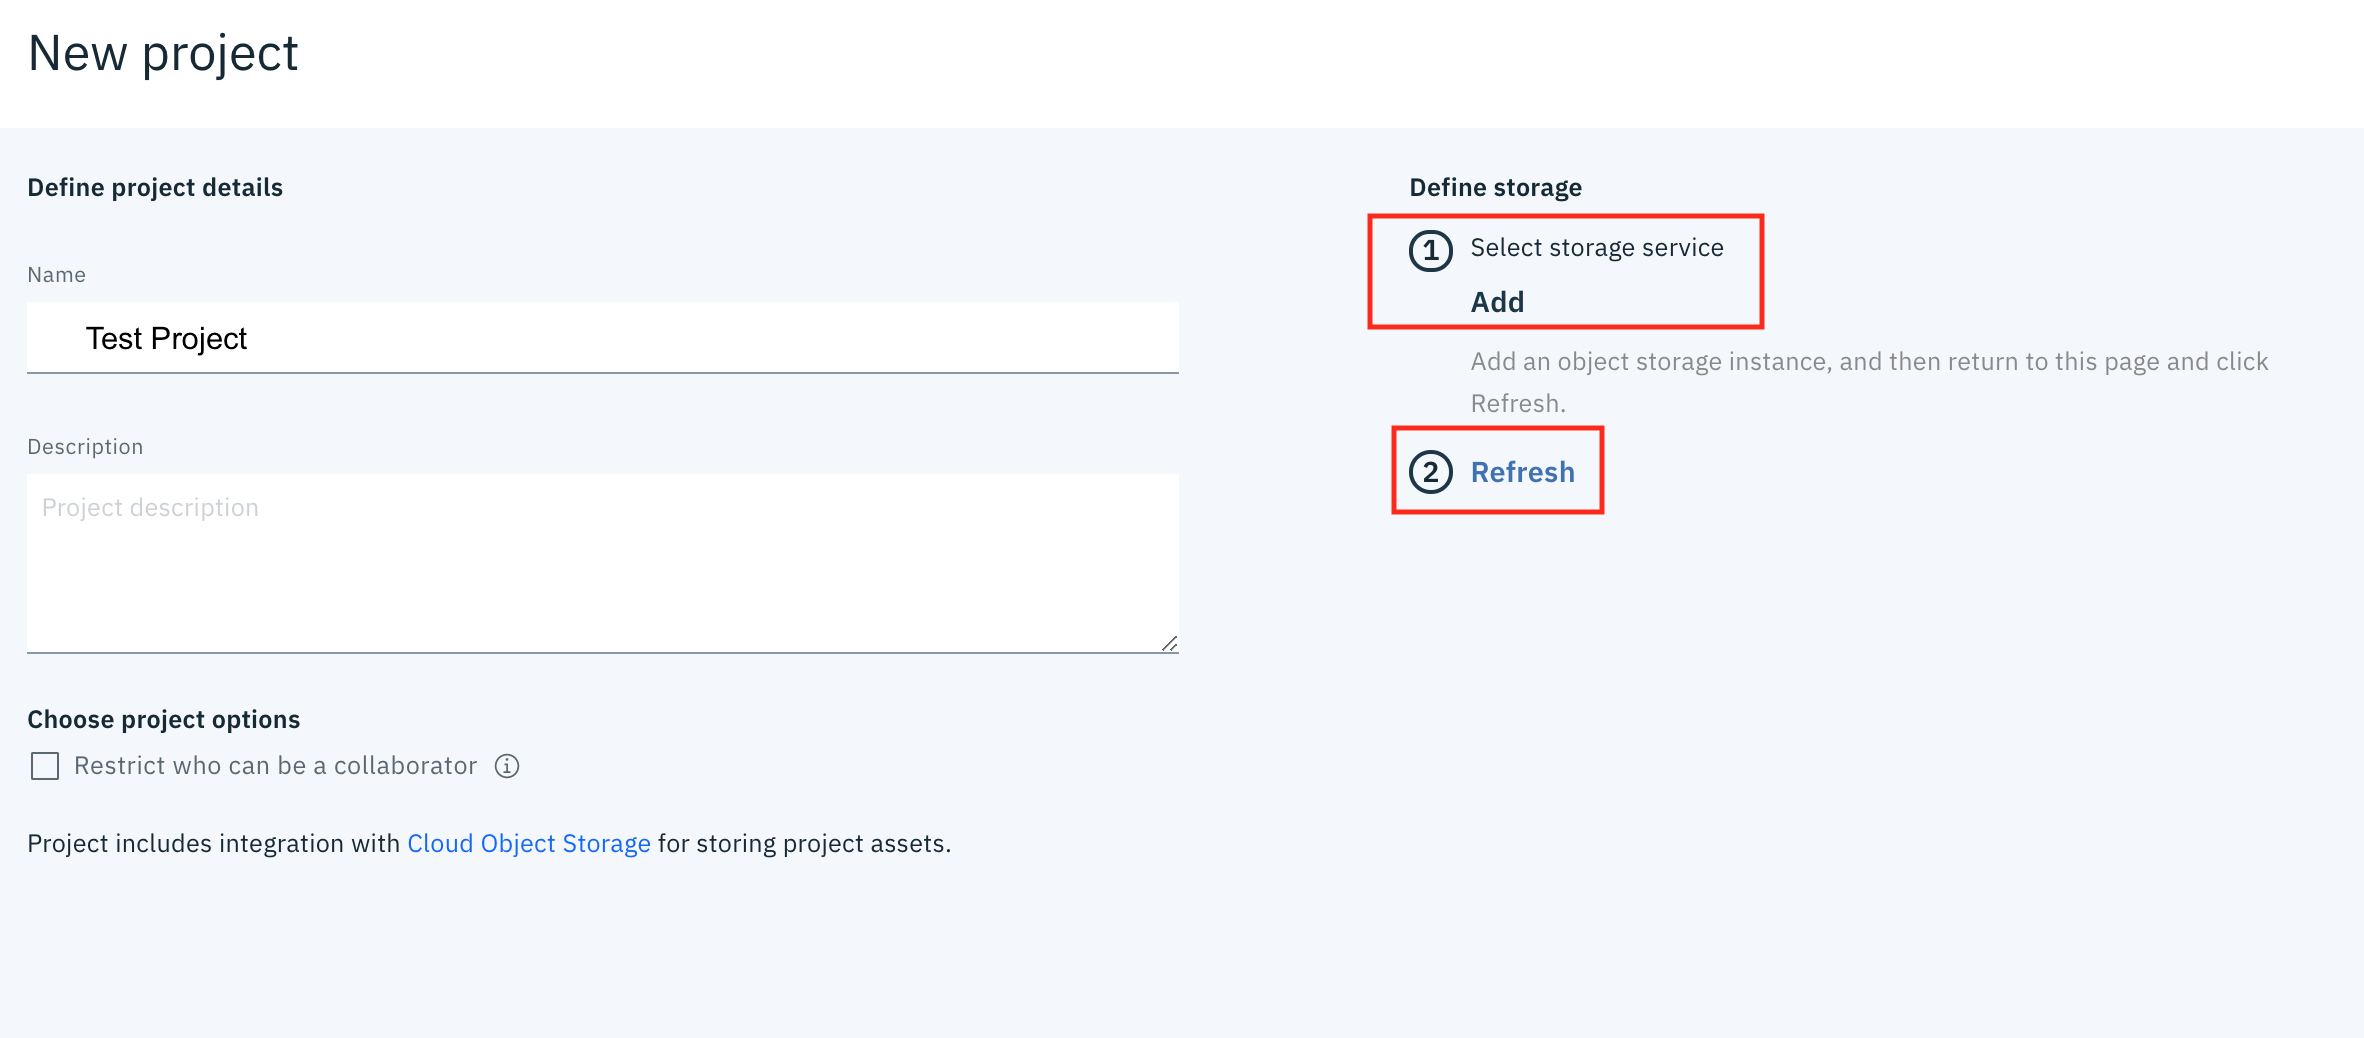 New project
Define project details
Name
Test Project
Description
Project description
Choose project options
Restrict who can be a collaborator
Project includes integration with Cloud Object Storage for storing project assets.
Define storage
1 Select storage service
Add
Add an object storage instance, and then return to this page and click
Refresh.
2 Refresh